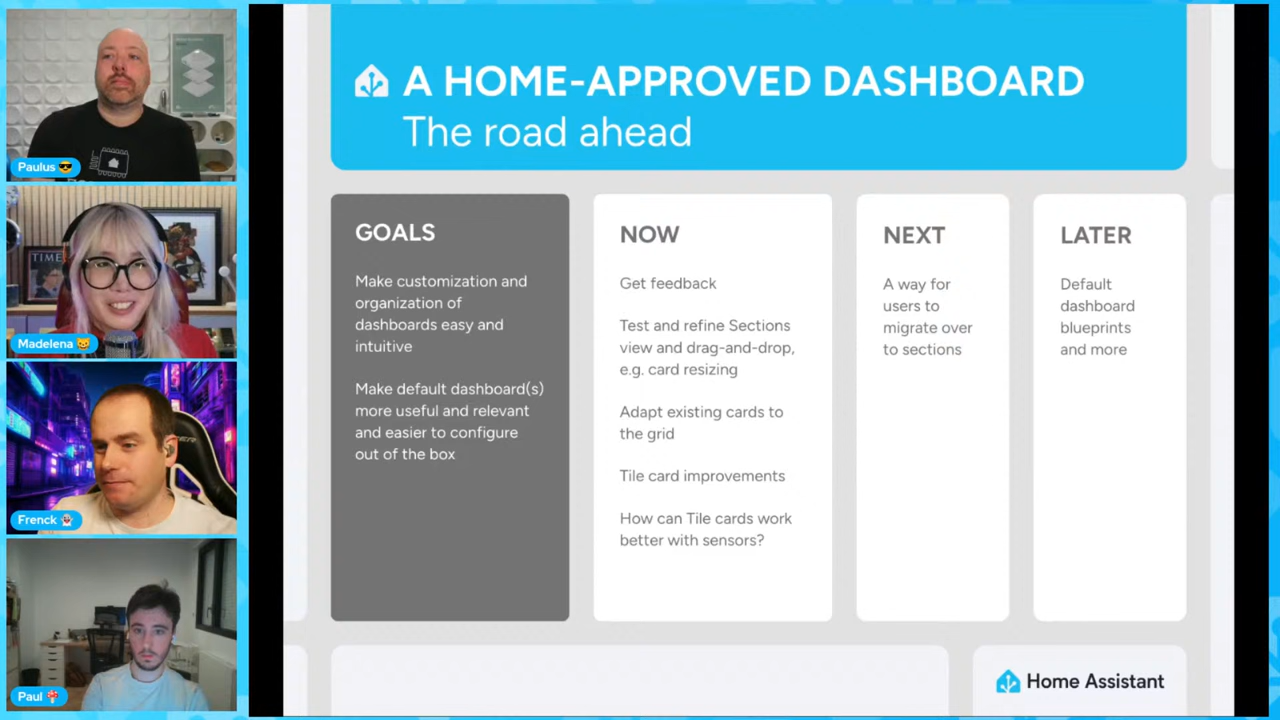 A HOME-APPROVED DASHBOARD
The road ahead
GOALS
Make customization and
organization of
dashboards easy and
intuitive
Make default dashboard(s)
more useful and relevant
and easier to configure
out of the box
NOW
Get feedback
Test and refine Sections
view and drag-and-drop,
e.g. card resizing
Adapt existing cards to
the grid
Tile card improvements
How can Tile cards work
better with sensors?
NEXT
A way for
users to
migrate over
to sections
LATER
Default
dashboard
blueprints
and more
Home Assistant
Paulus 😎
TIME
Madelena 🐱
Frenck 👻
Paul 🍄